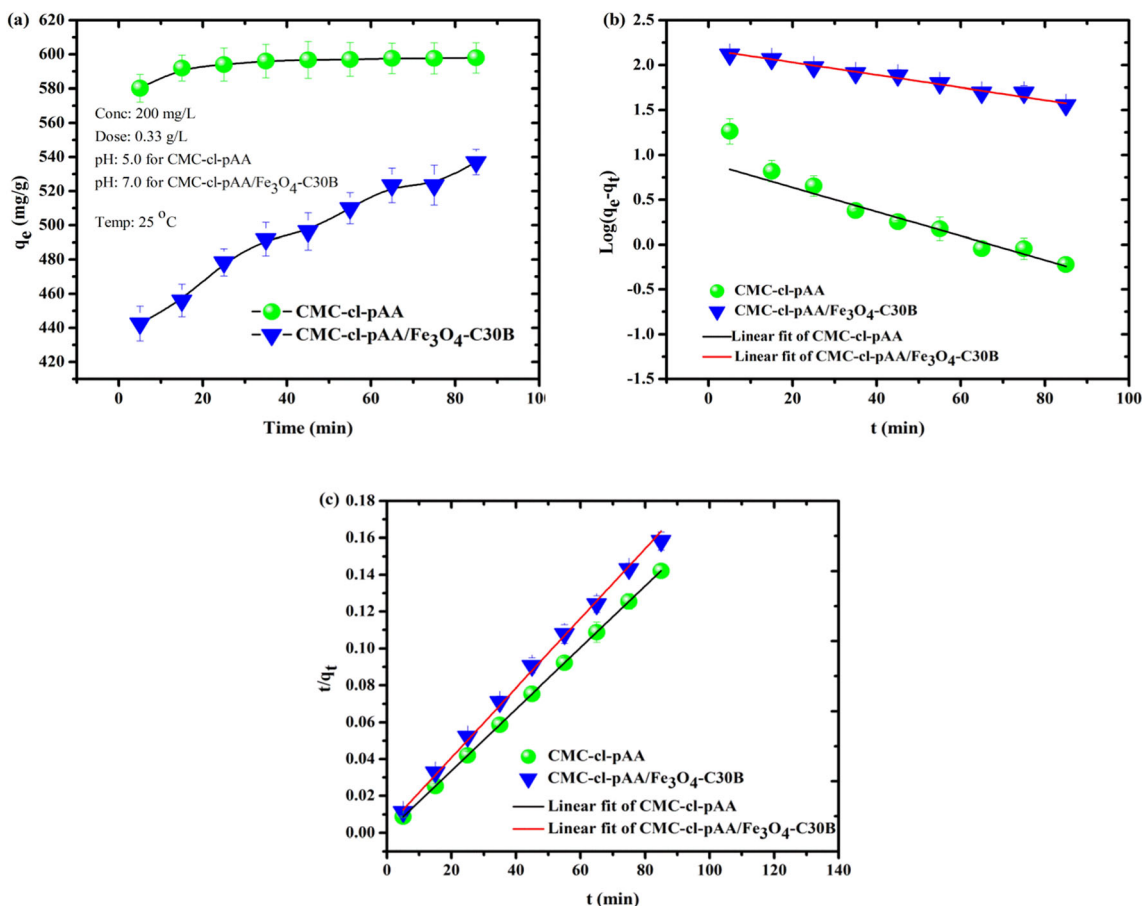 (a)
620
600
580
560
540
520
500
480
460
440
420
410
qe (mg/g)
Conc: 200 mg/L
Dose: 0.33 g/L
pH: 5.0 for CMC-cl-pAA
pH: 7.0 for CMC-cl-pAA/Fe3O4-C30B
Temp: 25 °C
CMC-cl-pAA
CMC-cl-pAA/Fe3O4-C30B
0 20 40 60 80 100
Time (min)
(b)
2.5
2.0
1.5
1.0
0.5
0.0
-0.5
-1.0
-1.5
Log(qe-qt)
CMC-cl-pAA
CMC-cl-pAA/Fe3O4-C30B
Linear fit of CMC-cl-pAA
Linear fit of CMC-cl-pAA/Fe3O4-C30B
0 20 40 60 80 100
t (min)
(c)
0.18
0.16
0.14
0.12
0.10
0.08
0.06
0.04
0.02
0.00
t/qt
CMC-cl-pAA
CMC-cl-pAA/Fe3O4-C30B
Linear fit of CMC-cl-pAA
Linear fit of CMC-cl-pAA/Fe3O4-C30B
0 20 40 60 80 100 120 140
t (min)